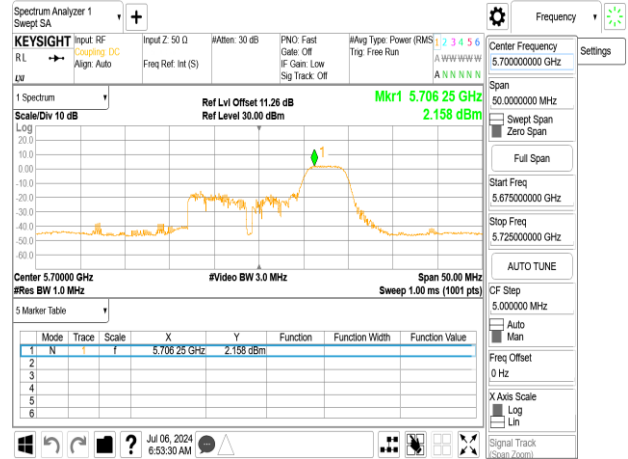 Spectrum Analyzer 1
Swept SA
+
Frequency
KEYSIGHT
RL
LXI
Input: RF
Coupling: DC
Align: Auto
Input Z: 50 Ω
Freq Ref: Int (S)
#Atten: 30 dB
PNO: Fast
Gate: Off
IF Gain: Low
Sig Track: Off
#Avg Type: Power (RMS
Trig: Free Run
1 2 3 4 5 6
A W W W W W
A N N N N N
1 Spectrum
Scale/Div 10 dB
Ref Lvl Offset 11.26 dB
Ref Level 30.00 dBm
Mkr1 5.706 25 GHz
2.158 dBm
Log
20.0
10.0
0.00
-10.0
-20.0
-30.0
-40.0
-50.0
-60.0
1
Center 5.70000 GHz
#Res BW 1.0 MHz
#Video BW 3.0 MHz
Span 50.00 MHz
Sweep 1.00 ms (1001 pts)
5 Marker Table
Mode Trace Scale X Y Function Function Width Function Value
1 N 1 f 5.706 25 GHz 2.158 dBm
2
3
4
5
6
?
Jul 06, 2024
6:53:30 AM
Center Frequency
5.700000000 GHz
Settings
Span
50.0000000 MHz
Swept Span
Zero Span
Full Span
Start Freq
5.675000000 GHz
Stop Freq
5.725000000 GHz
AUTO TUNE
CF Step
5.000000 MHz
Auto
Man
Freq Offset
0 Hz
X Axis Scale
Log
Lin
Signal Track
(Span Zoom)